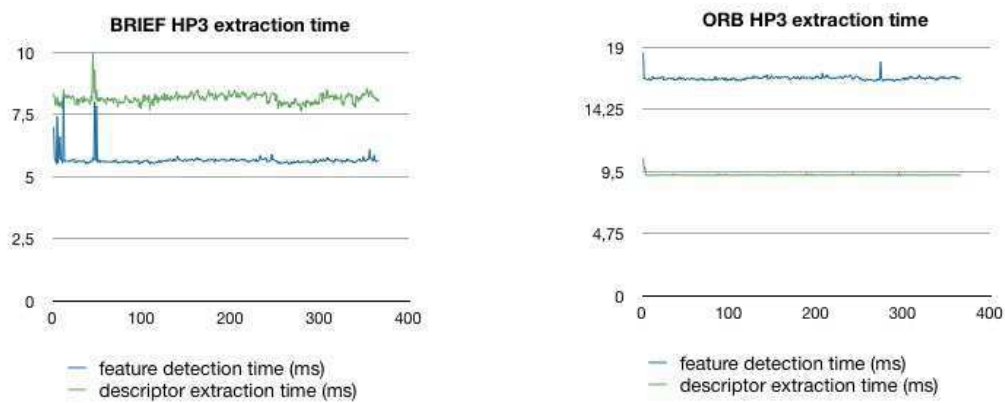 BRIEF HP3 extraction time
10
7,5
5
2,5
0
0 100 200 300 400
feature detection time (ms)
descriptor extraction time (ms)
ORB HP3 extraction time
19
14,25
9,5
4,75
0
0 100 200 300 400
feature detection time (ms)
descriptor extraction time (ms)